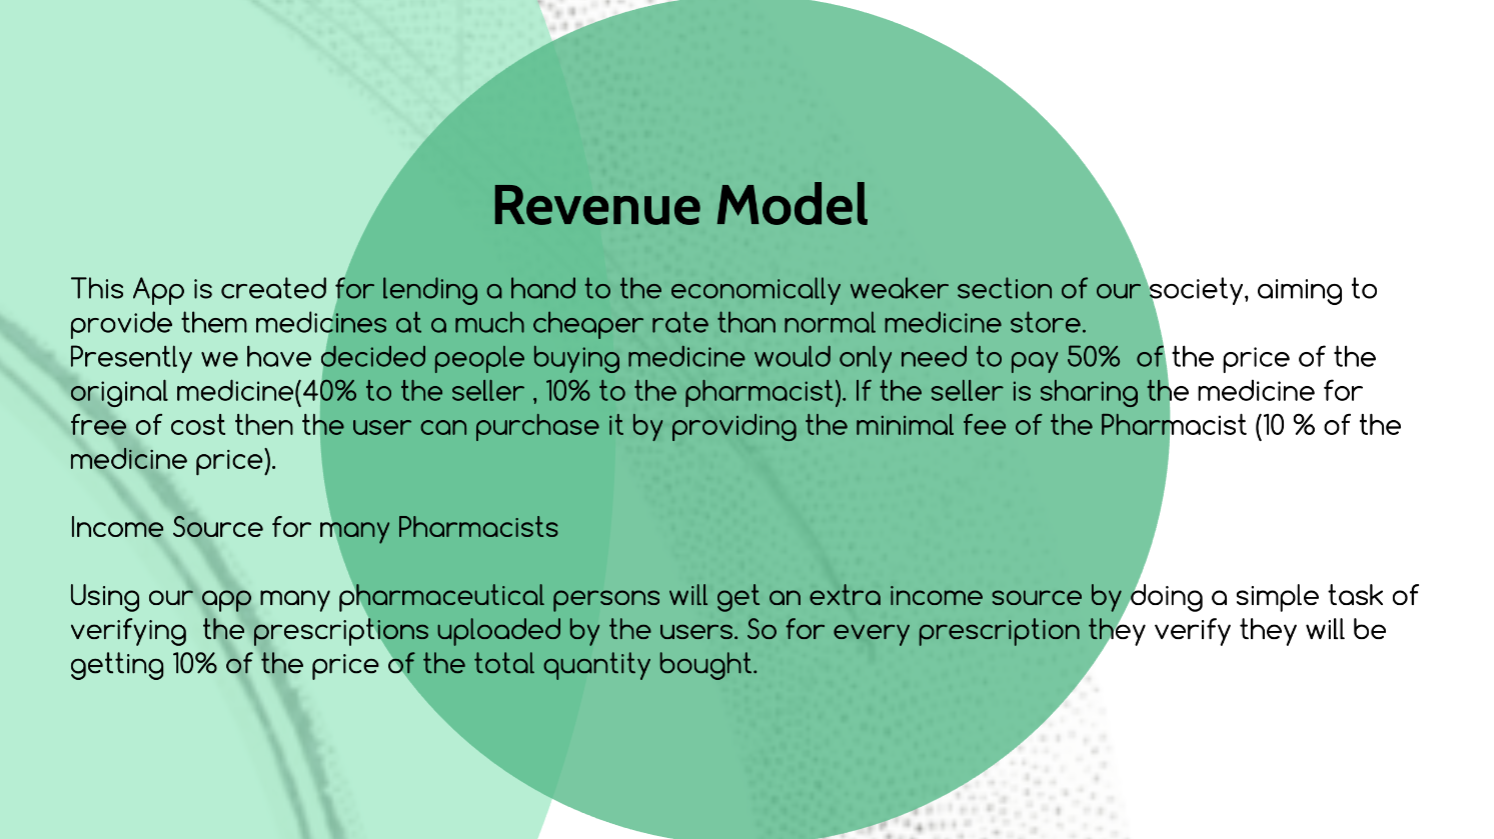 Revenue Model
This App is created for lending a hand to the economically weaker section of our society, aiming to
provide them medicines at a much cheaper rate than normal medicine store.
Presently we have decided people buying medicine would only need to pay 50%  of the price of the
original medicine(40% to the seller , 10% to the pharmacist). If the seller is sharing the medicine for
free of cost then the user can purchase it by providing the minimal fee of the Pharmacist (10 % of the
medicine price).
Income Source for many Pharmacists
Using our app many pharmaceutical persons will get an extra income source by doing a simple task of
verifying  the prescriptions uploaded by the users. So for every prescription they verify they will be
getting 10% of the price of the total quantity bought.